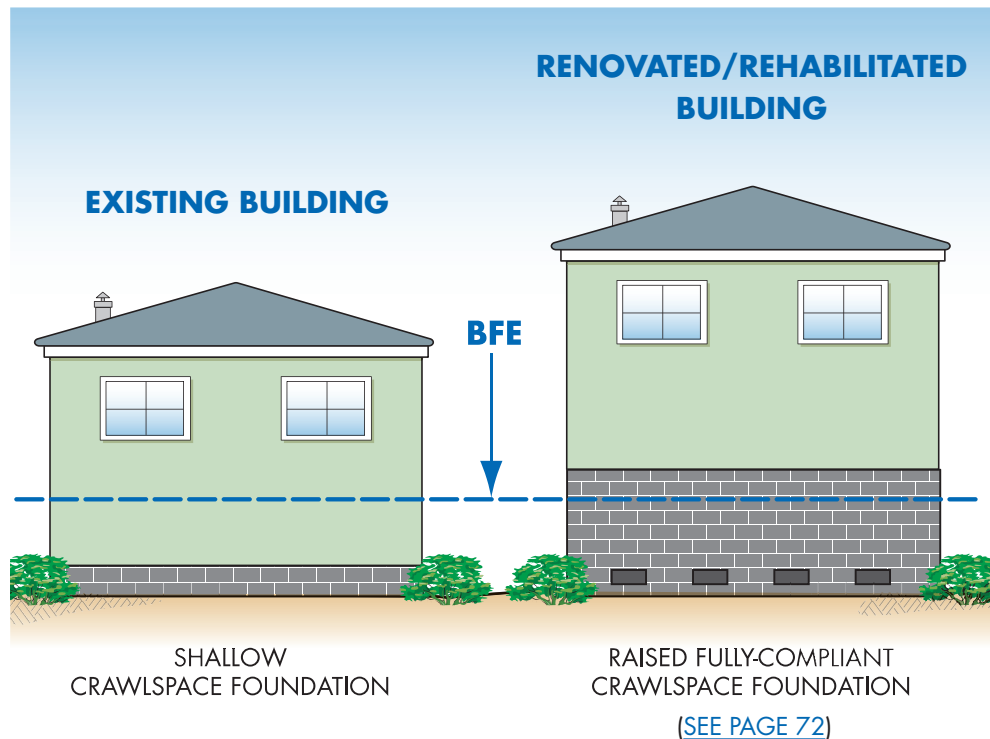 RENOVATED/REHABILITATED
BUILDING
EXISTING BUILDING
BFE
SHALLOW
CRAWLSPACE FOUNDATION
RAISED FULLY-COMPLIANT
CRAWLSPACE FOUNDATION
(SEE PAGE 72)